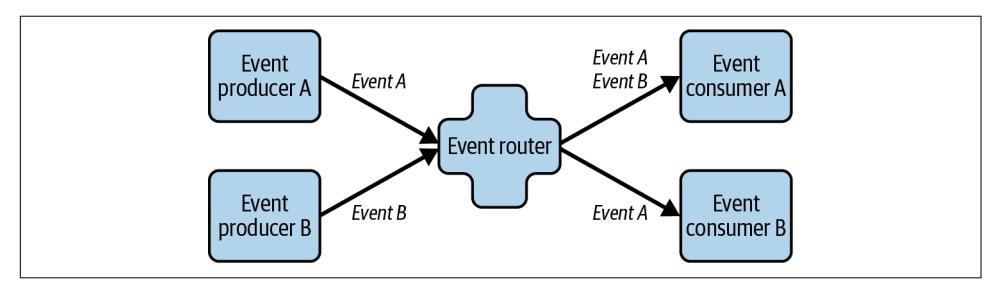 Event
producer A
Event A
Event router
Event A
Event B
Event
consumer A
Event
producer B
Event B
Event A
Event
consumer B